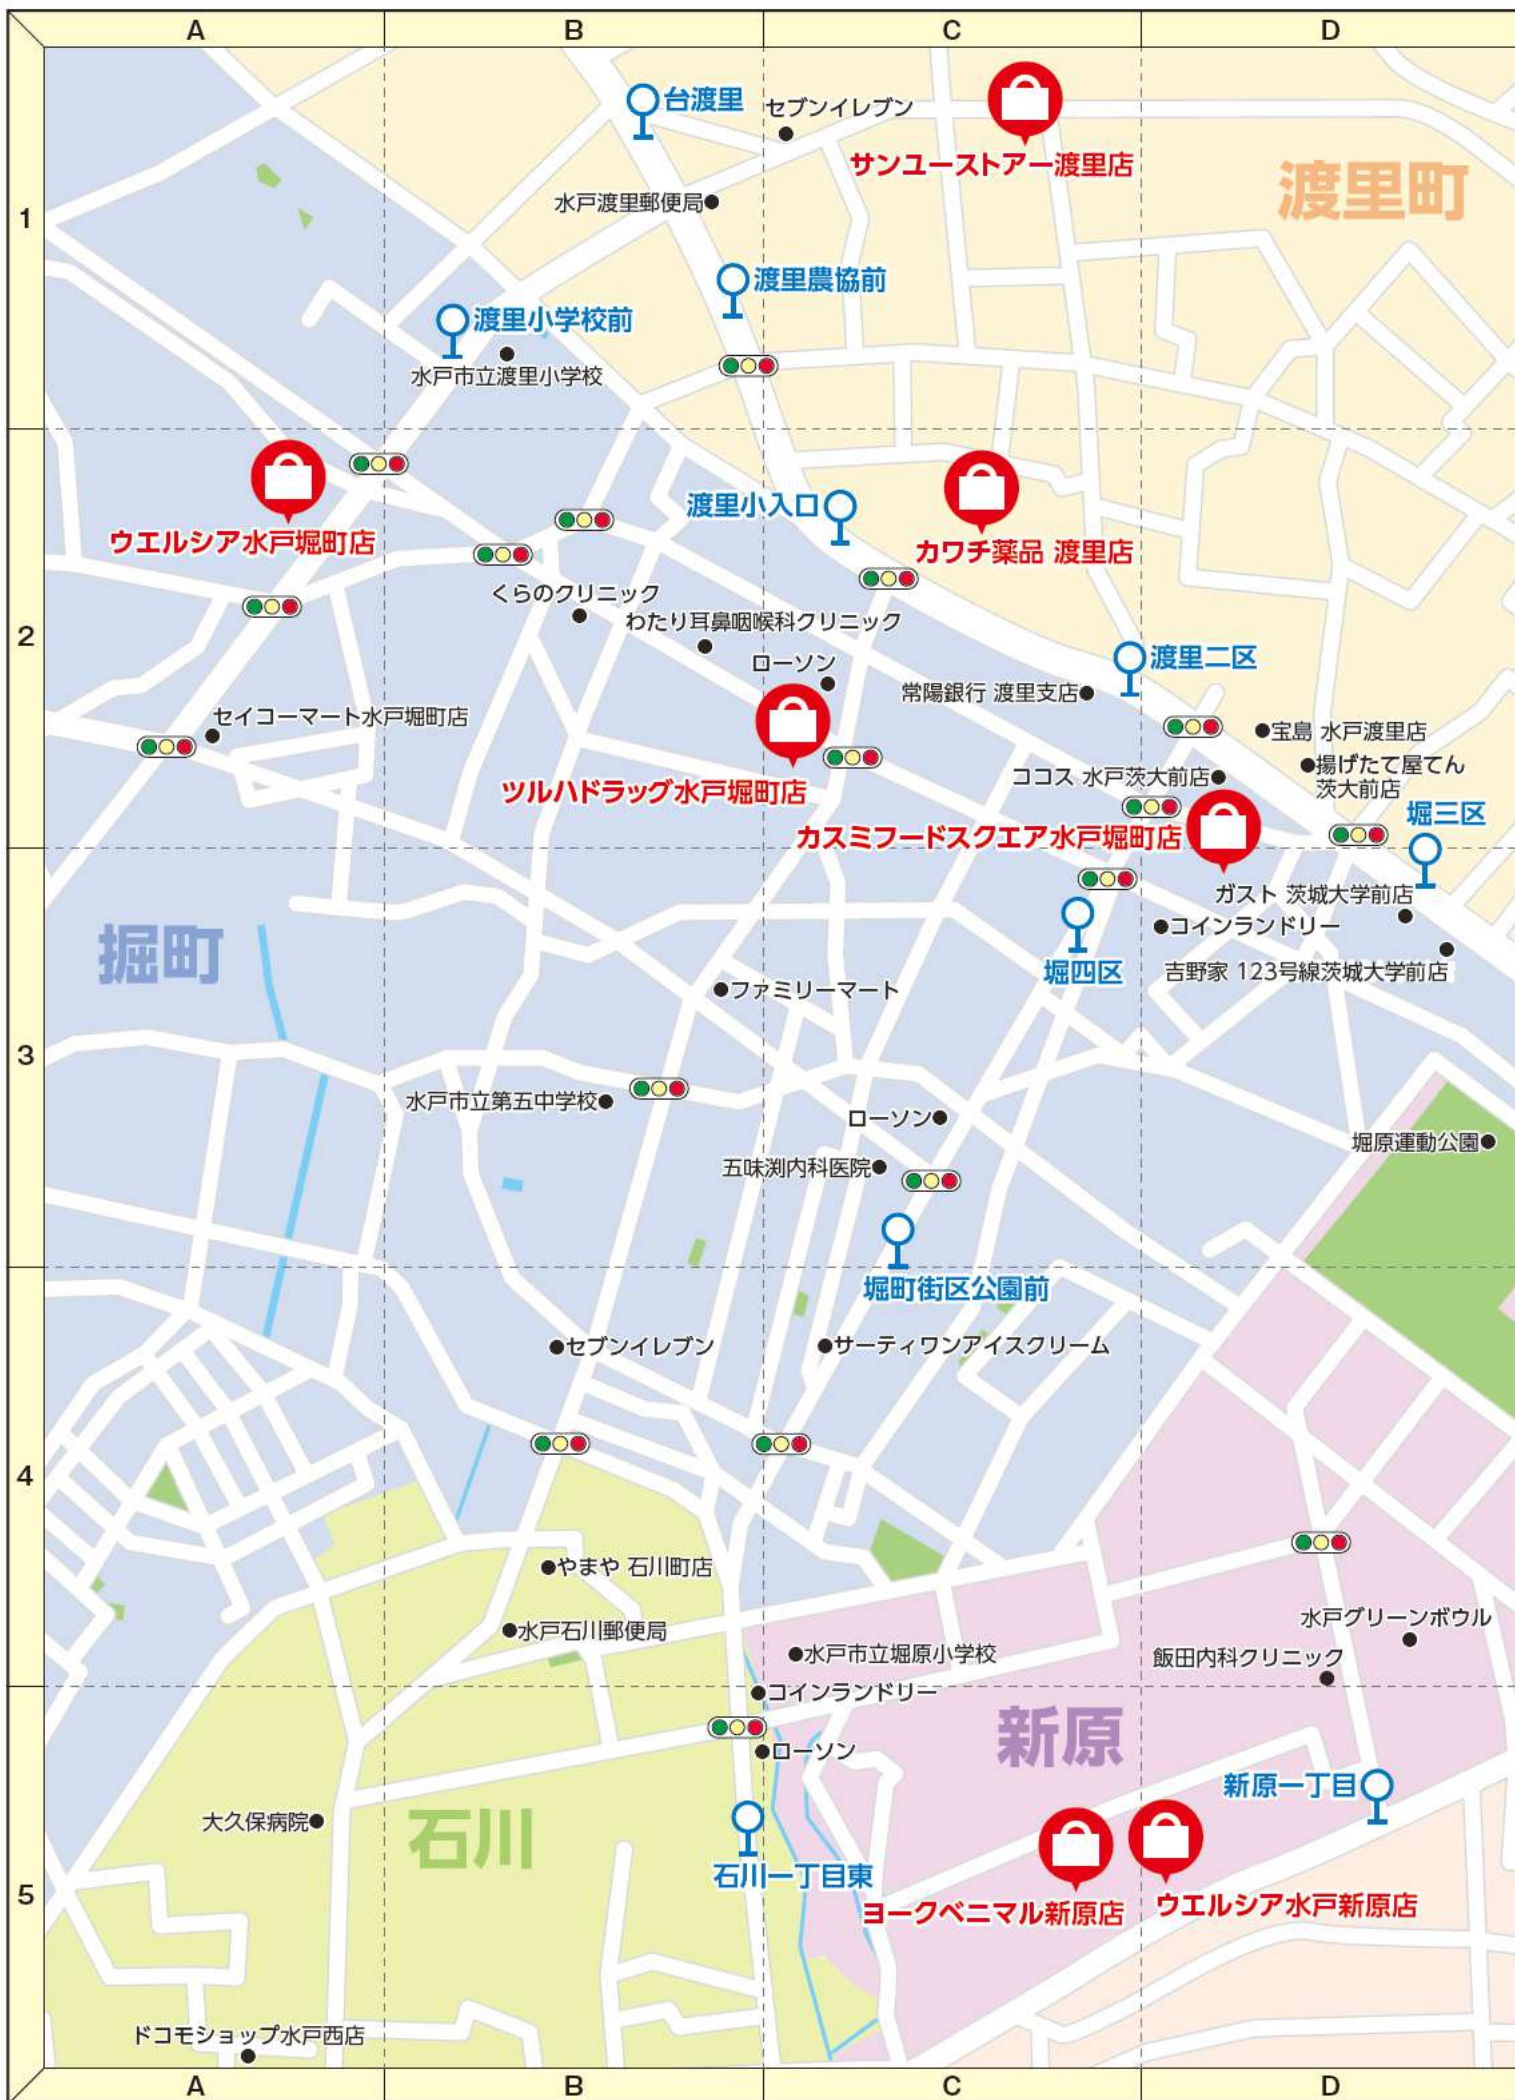 A
B
C
D
1
台渡里
セブンイレブン
サンユーストアー渡里店
渡里町
水戸渡里郵便局
渡里農協前
渡里小学校前
水戸市立渡里小学校
2
ウエルシア水戸堀町店
渡里小入口
カワチ薬品 渡里店
くらのクリニック
わたり耳鼻咽喉科クリニック
ローソン
渡里二区
常陽銀行 渡里支店
セイコーマート水戸堀町店
宝島 水戸渡里店
ココス 水戸茨大前店
揚げたて屋てん
茨大前店
ツルハドラッグ水戸堀町店
堀三区
カスミフードスクエア水戸堀町店
3
ガスト 茨城大学前店
コインランドリー
掘町
堀四区
吉野家 123号線茨城大学前店
ファミリーマート
水戸市立第五中学校
ローソン
堀原運動公園
五味渕内科医院
堀町街区公園前
4
セブンイレブン
サーティワンアイスクリーム
やまや 石川町店
水戸石川郵便局
水戸グリーンボウル
水戸市立堀原小学校
飯田内科クリニック
コインランドリー
5
新原
ローソン
新原一丁目
大久保病院
石川
石川一丁目東
ヨークベニマル新原店
ウエルシア水戸新原店
ドコモショップ水戸西店
A
B
C
D